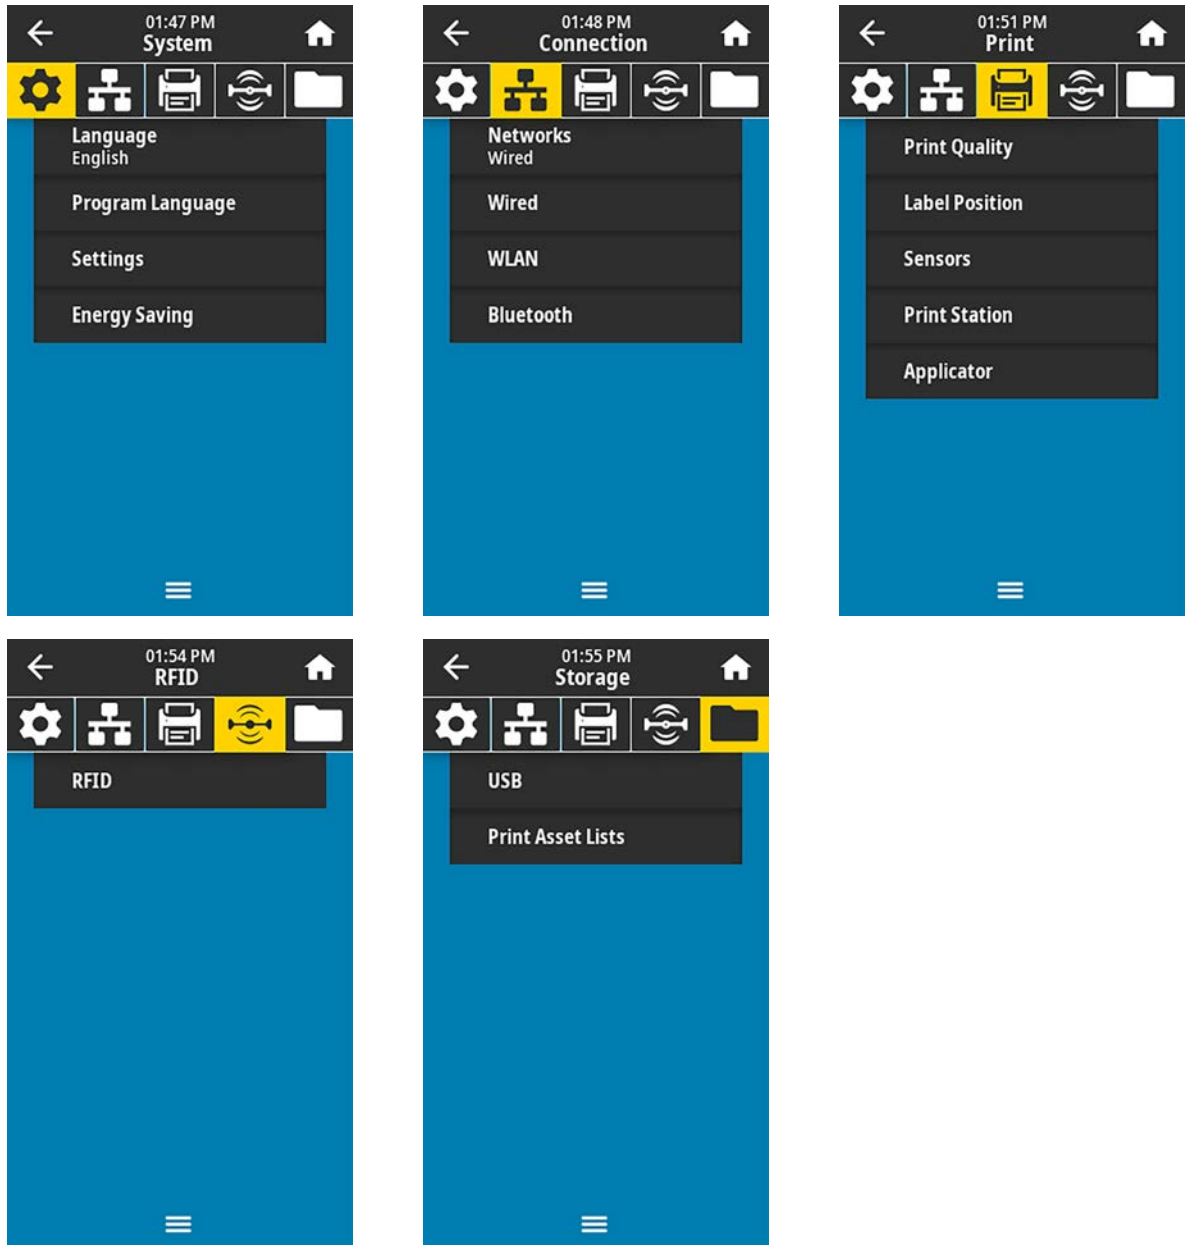 01:47 PM
System
Language
English
Program Language
Settings
Energy Saving
01:48 PM
Connection
Networks
Wired
Wired
WLAN
Bluetooth
01:51 PM
Print
Print Quality
Label Position
Sensors
Print Station
Applicator
01:54 PM
RFID
RFID
01:55 PM
Storage
USB
Print Asset Lists